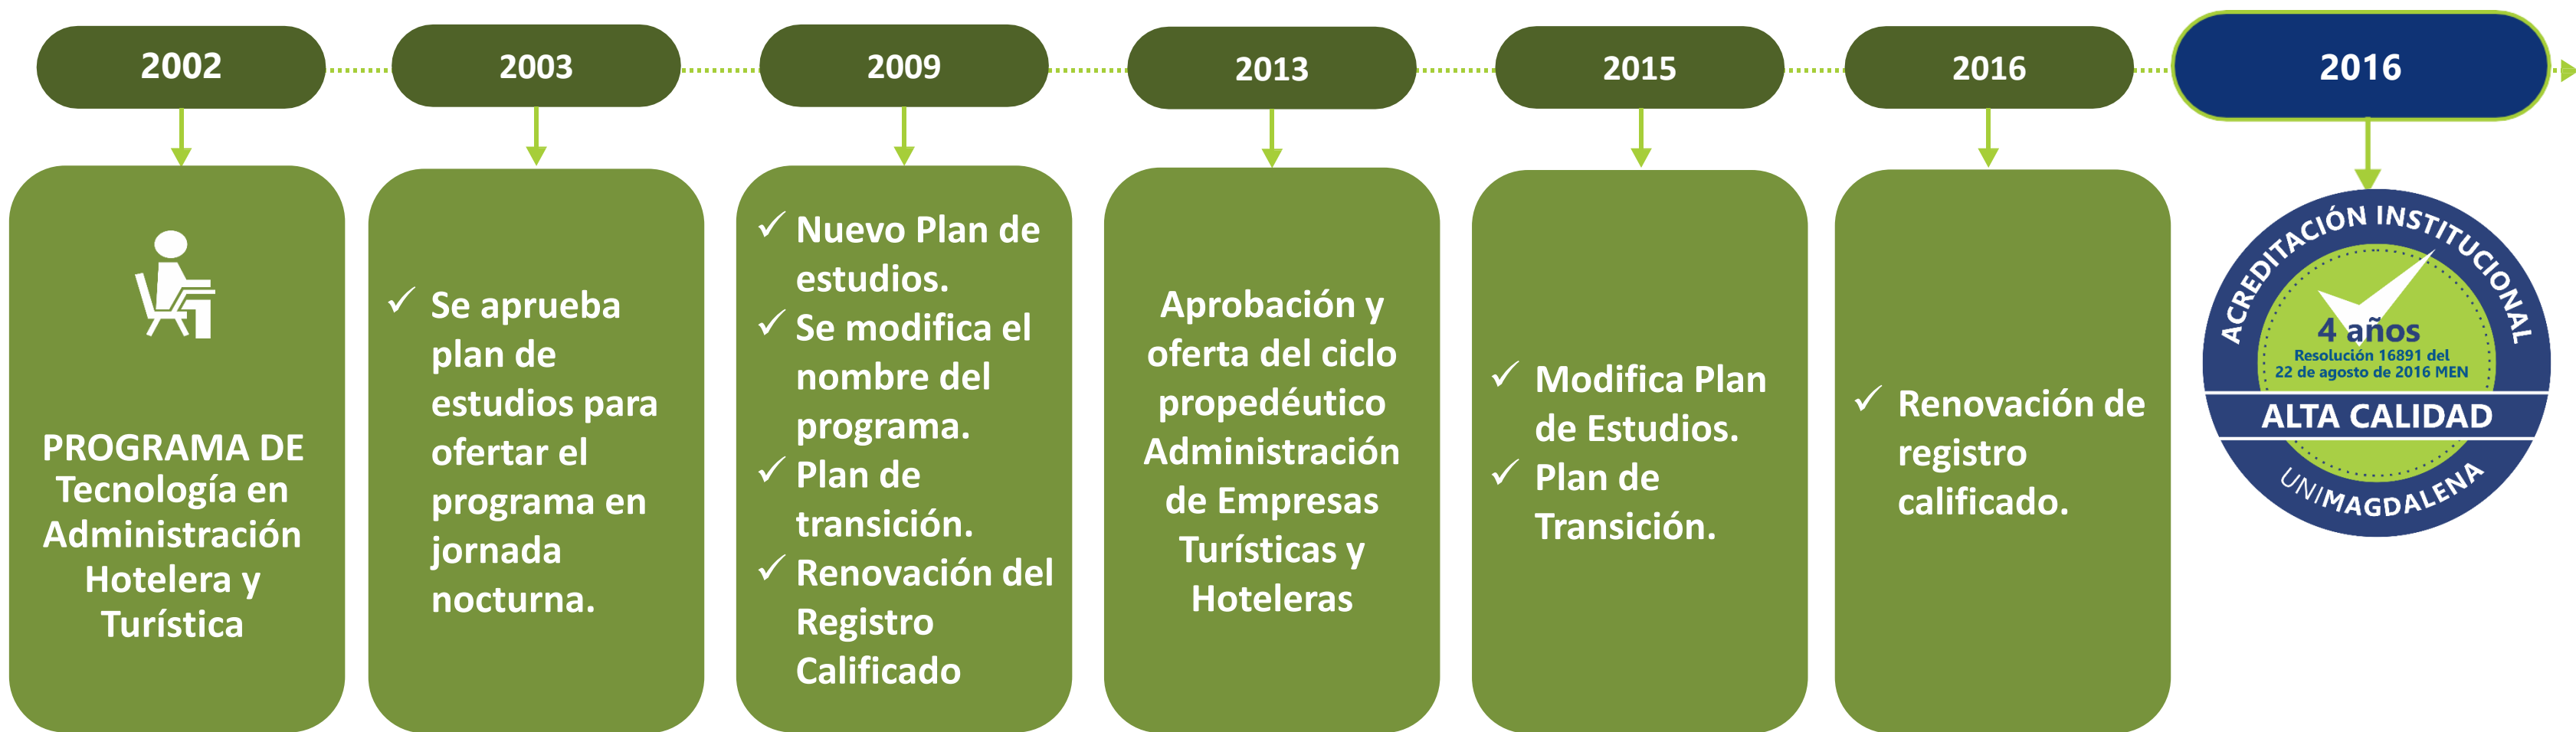 2002
2003
2009
2013
2015
2016
2016
PROGRAMA DE
Tecnología en
Administración
Hotelera y
Turística
✓ Se aprueba
plan de
estudios para
ofertar el
programa en
jornada
nocturna.
✓ Nuevo Plan de
estudios.
✓ Se modifica el
nombre del
programa.
✓ Plan de
transición.
✓ Renovación del
Registro
Calificado
Aprobación y
oferta del ciclo
propedéutico
Administración
de Empresas
Turísticas y
Hoteleras
✓ Modifica Plan
de Estudios.
✓ Plan de
Transición.
✓ Renovación de
registro
calificado.
ACREDITACIÓN INSTITUCIONAL
4 años
Resolución 16891 del
22 de agosto de 2016 MEN
ALTA CALIDAD
UNIMAGDALENA